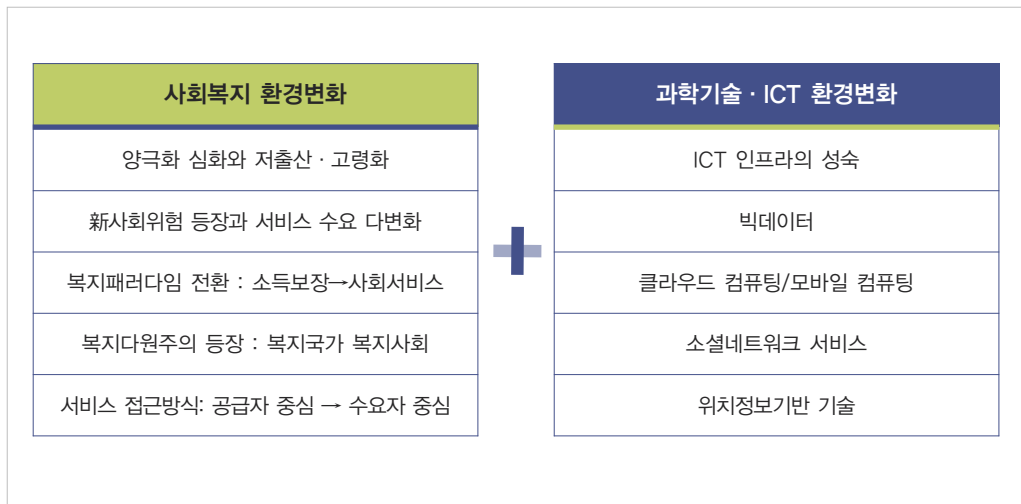 사회복지 환경변화
양극화 심화와 저출산 · 고령화
新사회위험 등장과 서비스 수요 다변화
복지패러다임 전환 : 소득보장→사회서비스
복지다원주의 등장 : 복지국가 복지사회
서비스 접근방식: 공급자 중심 → 수요자 중심
과학기술 · ICT 환경변화
ICT 인프라의 성숙
빅데이터
클라우드 컴퓨팅/모바일 컴퓨팅
소셜네트워크 서비스
위치정보기반 기술